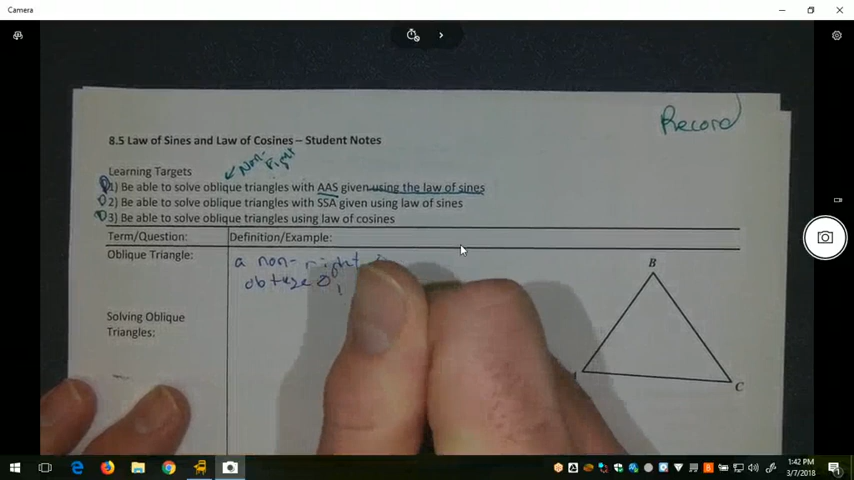 Camera
Record
8.5 Law of Sines and Law of Cosines – Student Notes
Non-
Right
Learning Targets
1) Be able to solve oblique triangles with AAS given using the law of sines
2) Be able to solve oblique triangles with SSA given using law of sines
3) Be able to solve oblique triangles using law of cosines
Term/Question: Definition/Example:
Oblique Triangle: a non-right
obtuse
B
Solving Oblique
Triangles:
C
1:42 PM
3/7/2018